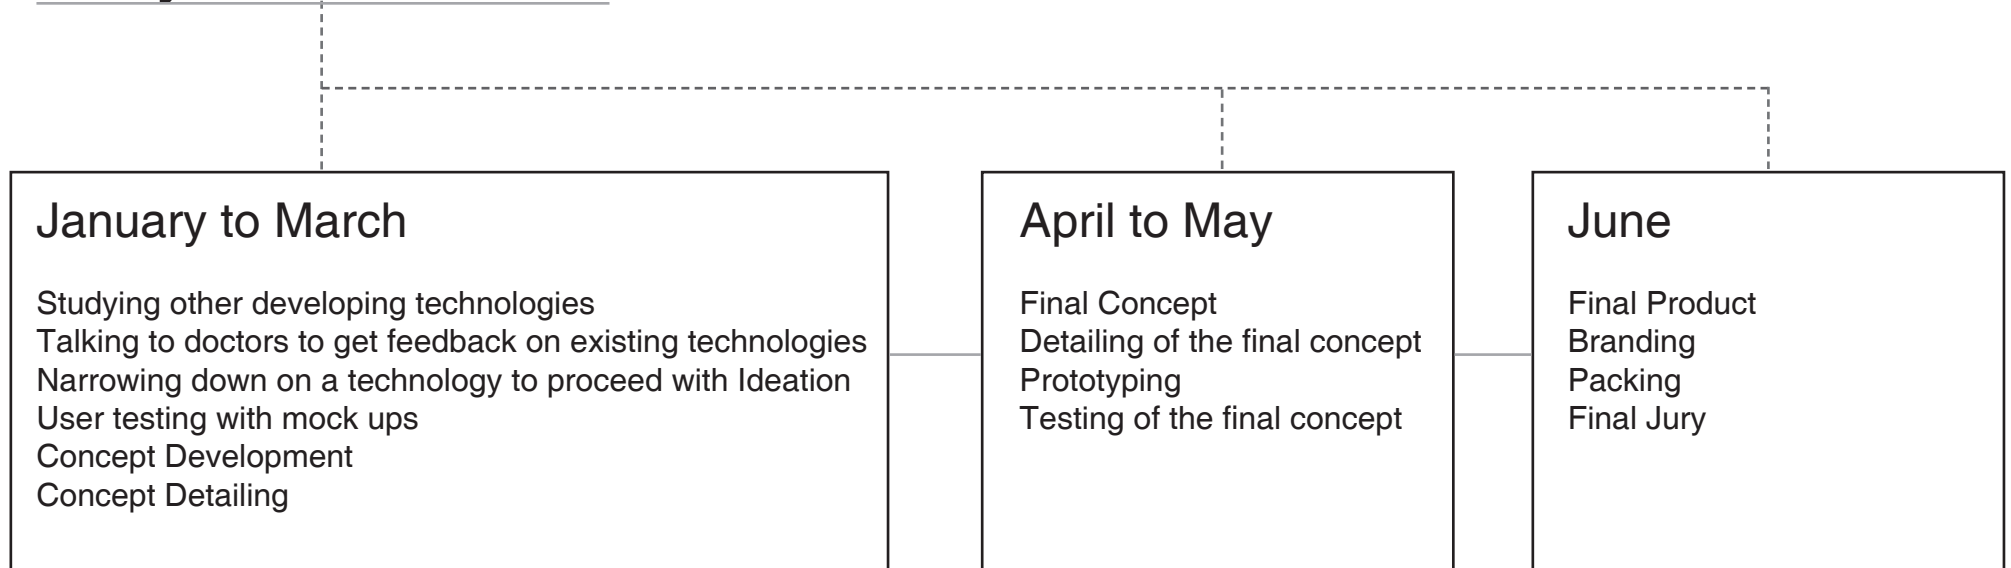 January to March
Studying other developing technologies
Talking to doctors to get feedback on existing technologies
Narrowing down on a technology to proceed with Ideation
User testing with mock ups
Concept Development
Concept Detailing
April to May
Final Concept
Detailing of the final concept
Prototyping
Testing of the final concept
June
Final Product
Branding
Packing
Final Jury